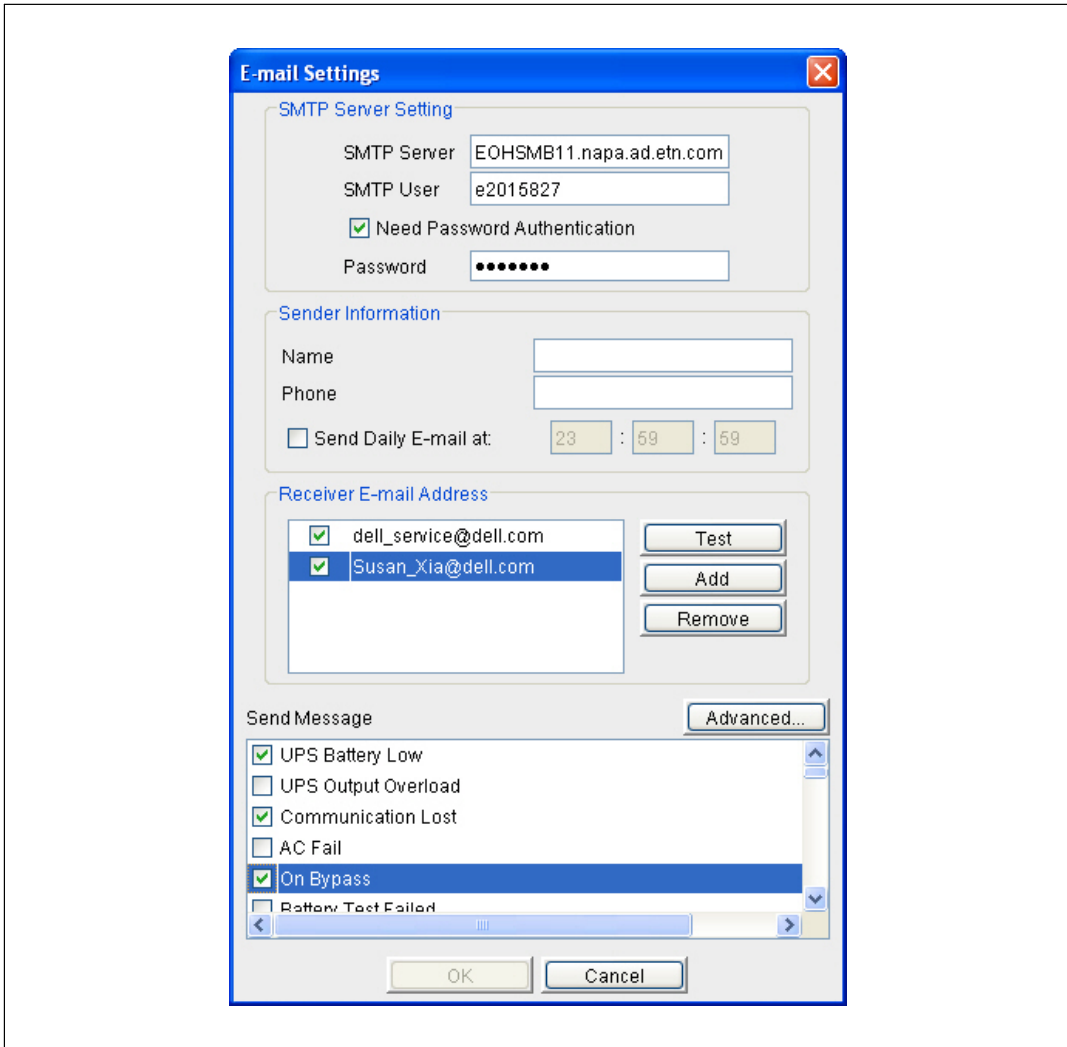 E-mail Settings
SMTP Server Setting
SMTP Server EOHSMB11.napa.ad.etn.com
SMTP User e2015827
Need Password Authentication
Password •••••••
Sender Information
Name
Phone
Send Daily E-mail at: 23 : 59 : 59
Receiver E-mail Address
dell_service@dell.com
Susan_Xia@dell.com
Test
Add
Remove
Send Message
Advanced...
UPS Battery Low
UPS Output Overload
Communication Lost
AC Fail
On Bypass
Battery Test Failed
OK
Cancel